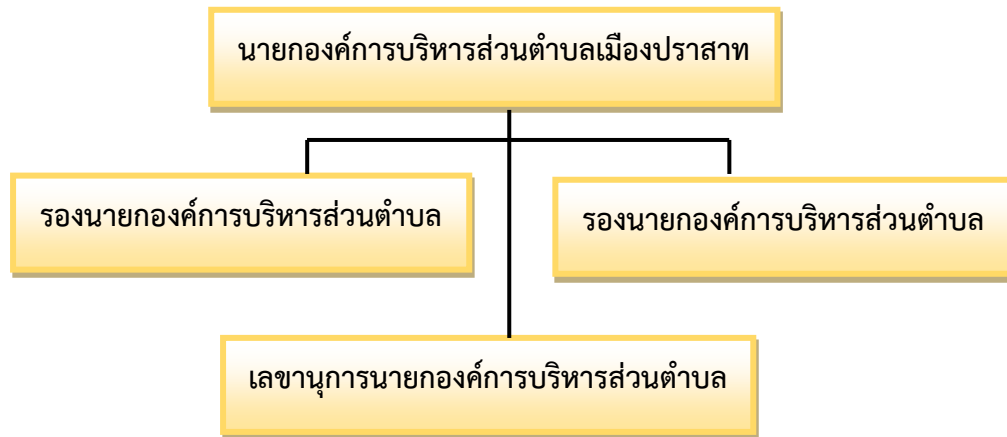 นายกองค์การบริหารส่วนตำบลเมืองปราสาท
รองนายกองค์การบริหารส่วนตำบล
รองนายกองค์การบริหารส่วนตำบล
เลขานุการนายกองค์การบริหารส่วนตำบล